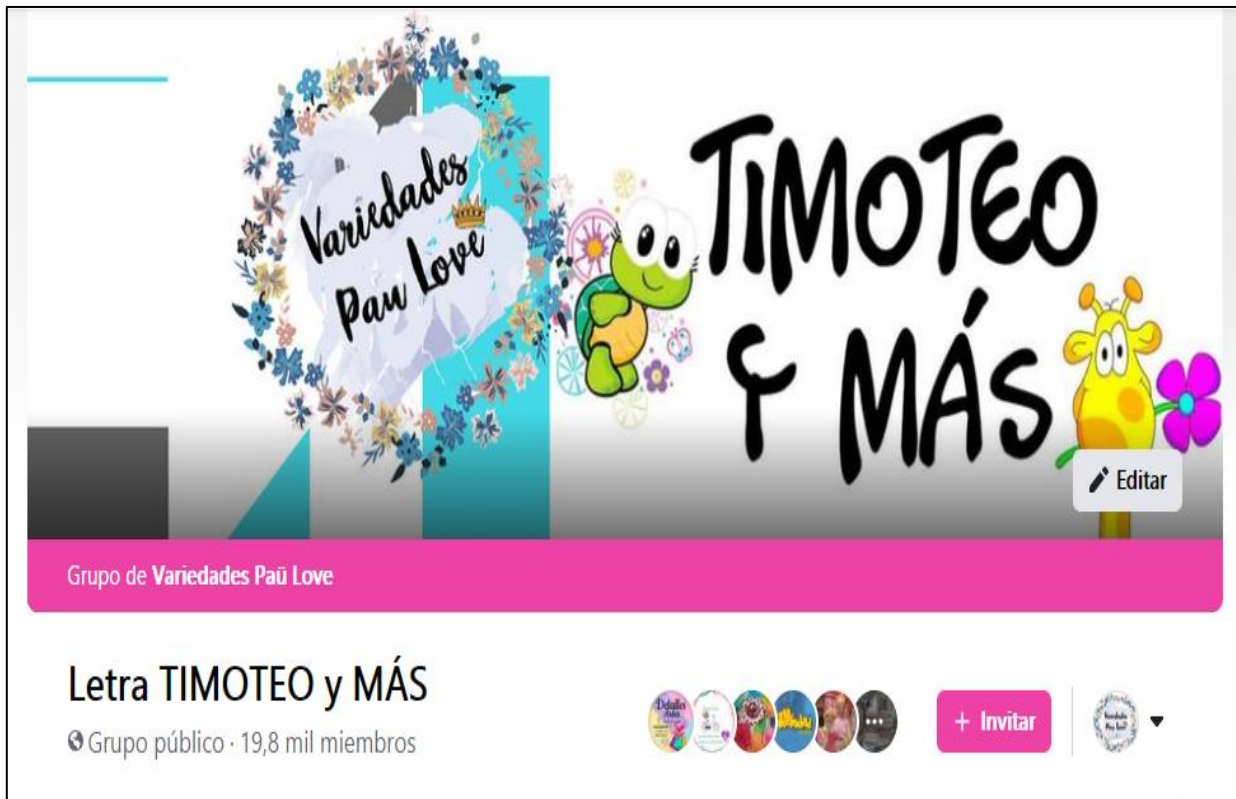 Variedades
Pau Love
TIMOTEO
Y MÁS
Editar
Grupo de Variedades Paü Love
Letra TIMOTEO y MÁS
Grupo público · 19,8 mil miembros
+ Invitar